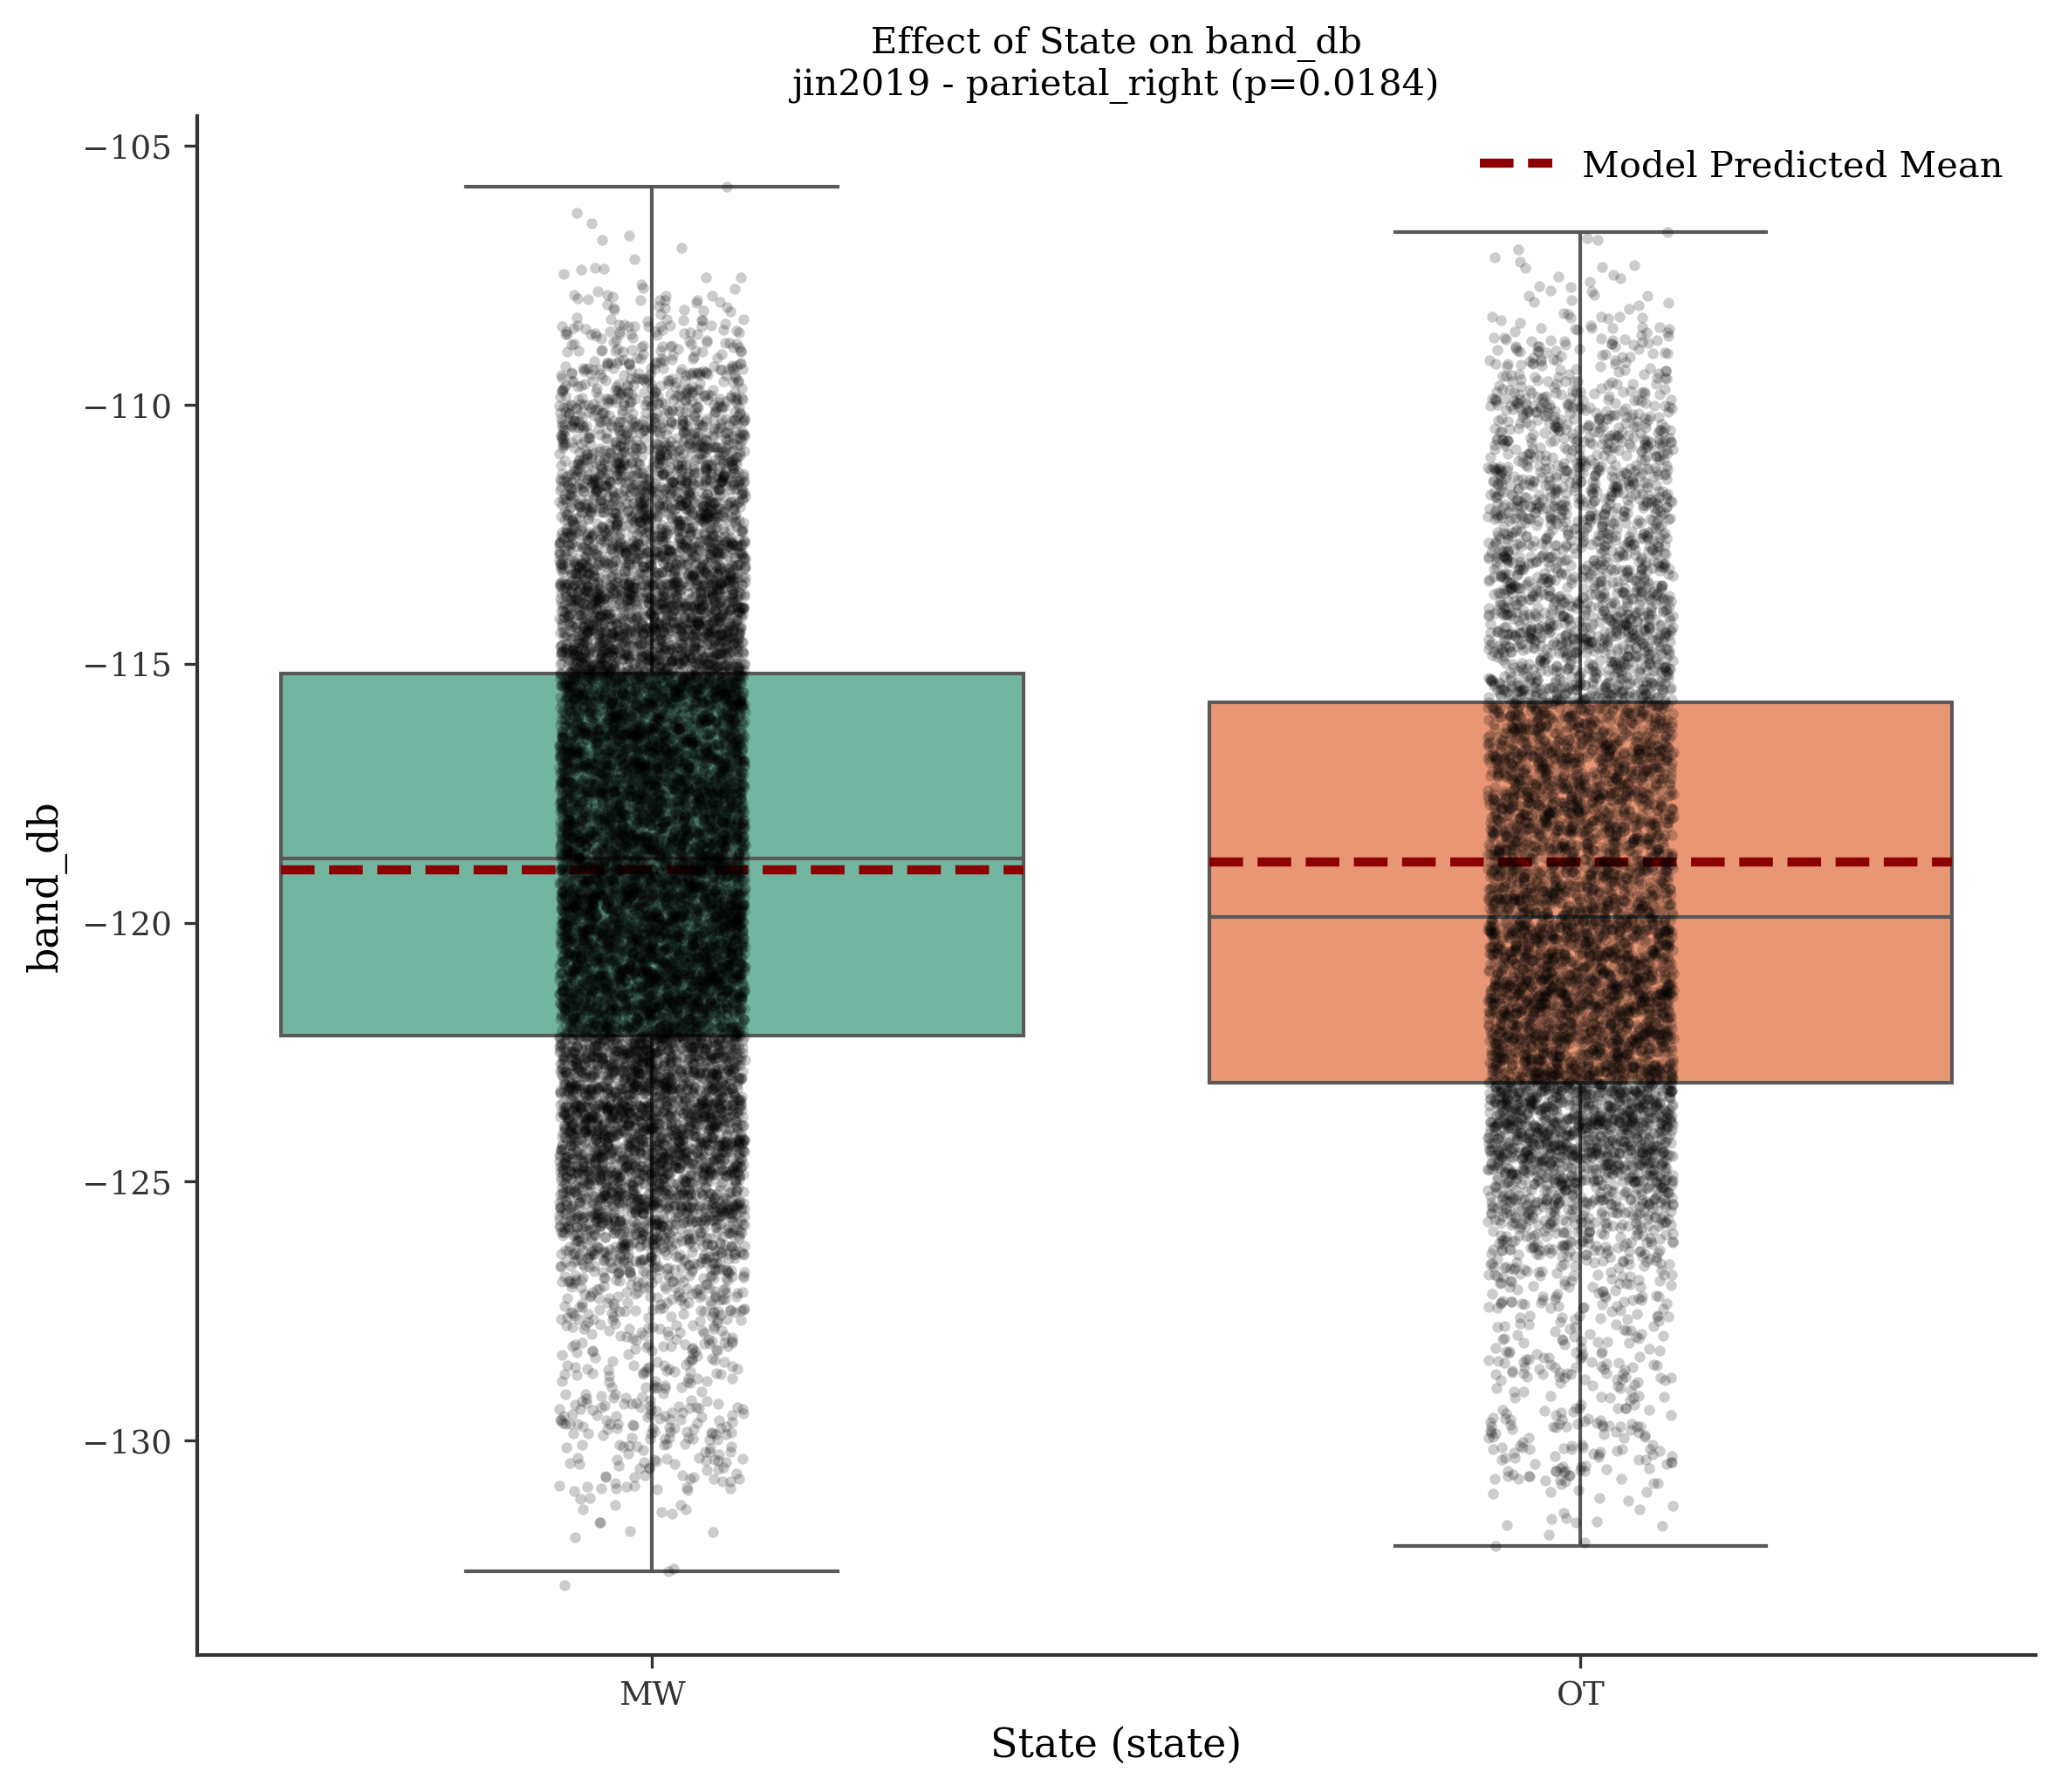 Effect of State on band_db
jin2019 - parietal_right (p=0.0184)
Model Predicted Mean
−105
−110
−115
−120
−125
−130
band_db
MW
OT
State (state)